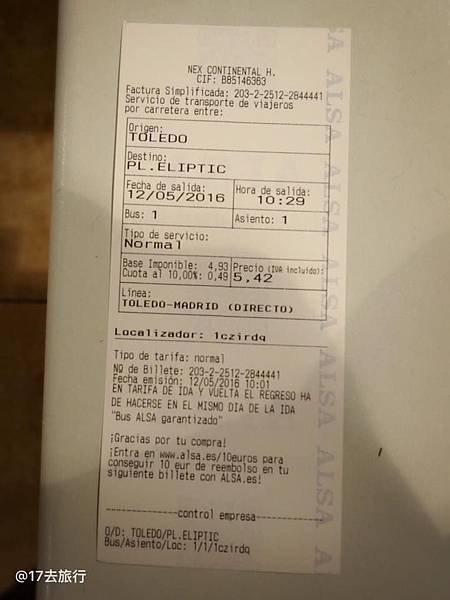 NEX CONTINENTAL H.
CIF: B85146363
Factura Simplificada: 203-2-2512-2844441
Servicio de transporte de viajeros
por carretera entre:
Origen:
TOLEDO
Destino:
PL.ELIPTIC
Fecha de salida: Hora de salida:
12/05/2016 10:29
Bus: 1 Asiento: 1
Tipo de servicio:
Normal
Base Imponible: 4,93 Precio (IVA incluido):
Cuota al 10,00%: 0,49 5,42
Línea:
TOLEDO-MADRID (DIRECTO)
Localizador: 1czirdq
Tipo de tarifa: normal
NQ de Billete: 203-2-2512-2844441
Fecha emisión: 12/05/2016 10:01
EN TARIFA DE IDA Y VUELTA EL REGRESO HA
DE HACERSE EN EL MISMO DIA DE LA IDA
"Bus ALSA garantizado"
¡Gracias por tu compra!
¡Entra en www.alsa.es/10euros para
conseguir 10 eur de reembolso en tu
siguiente billete con ALSA.es!
--------------control empresa--------------
O/D: TOLEDO/PL.ELIPTIC
Bus/Asiento/Loc: 1/1/1czirdq
ALSA ALSA ALSA ALSA ALSA ALSA A
@17去旅行